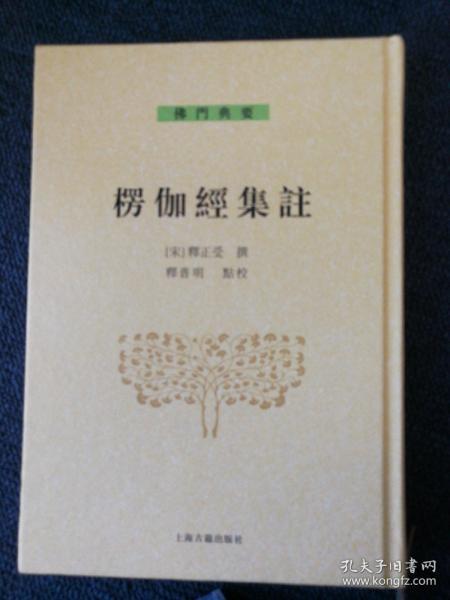 佛門典要
楞伽經集註
[宋]釋正受 撰
釋普明 點校
上海古籍出版社
孔夫子旧书网
www.kongfz.com